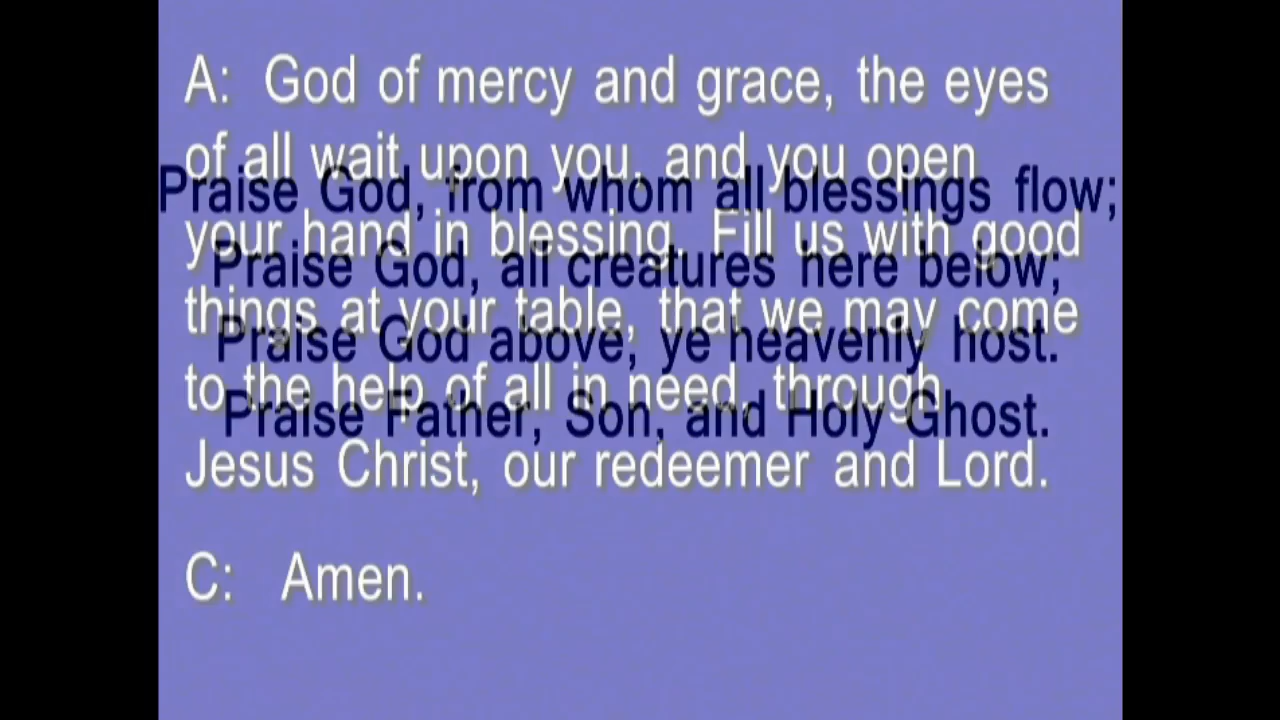 A: God of mercy and grace, the eyes
of all wait upon you, and you open
Praise God, from whom all blessings flow;
your hand in blessing. Fill us with good
Praise God, all creatures here below;
things at your table, that we may come
Praise God above, ye heavenly host.
to the help of all in need, through
Praise Father, Son, and Holy Ghost.
Jesus Christ, our redeemer and Lord.
C: Amen.